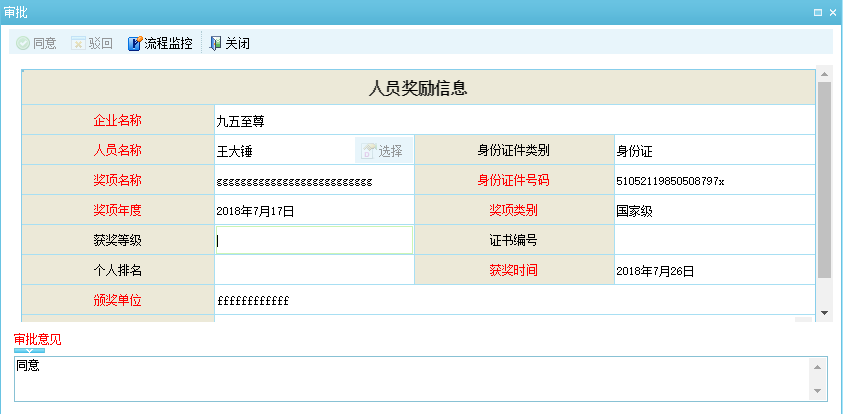 审批
同意 驳回 流程监控 关闭
人员奖励信息
企业名称 九五至尊
人员名称 王大锤 选择 身份证件类别 身份证
奖项名称 gggggggggggggggggggggggggg 身份证件号码 51052119850508797x
奖项年度 2018年7月17日 奖项类别 国家级
获奖等级 证书编号
个人排名 获奖时间 2018年7月26日
颁奖单位 ffffffffffff
审批意见
同意